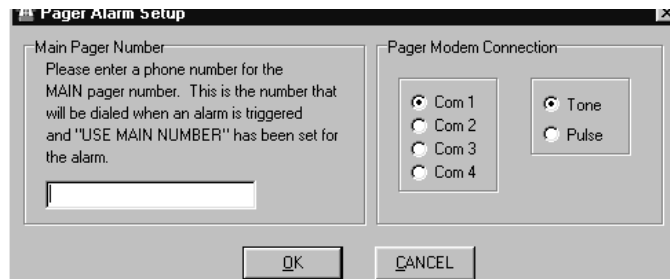 Pager Alarm Setup
Main Pager Number
Please enter a phone number for the
MAIN pager number. This is the number that
will be dialed when an alarm is triggered
and "USE MAIN NUMBER" has been set for
the alarm.
Pager Modem Connection
Com 1
Com 2
Com 3
Com 4
Tone
Pulse
OK
CANCEL